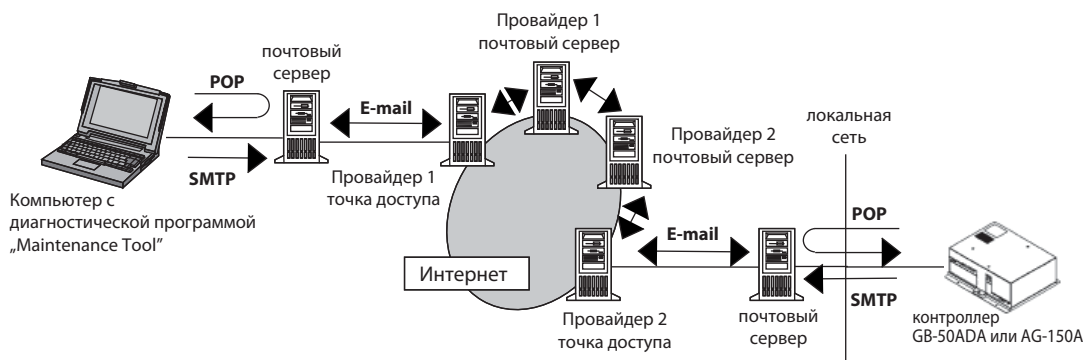 Провайдер 1
почтовый сервер
почтовый
сервер
POP
E-mail
SMTP
Провайдер 1
точка доступа
Компьютер с
диагностической программой
„Maintenance Tool”
Провайдер 2
почтовый сервер
локальная
сеть
Интернет
E-mail
POP
SMTP
Провайдер 2
точка доступа
почтовый
сервер
контроллер
GB-50ADA или AG-150A